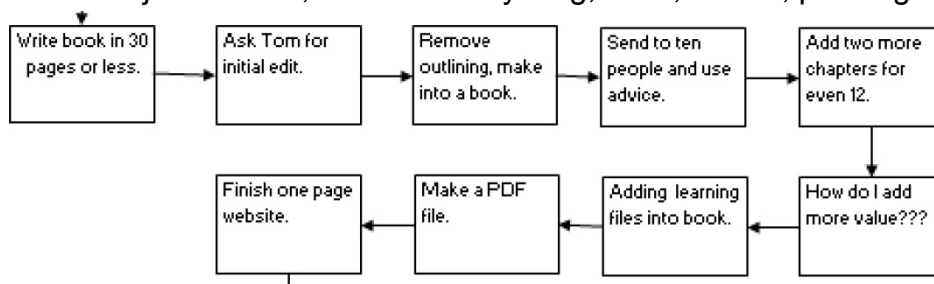 Write book in 30
pages or less.
Ask Tom for
initial edit.
Remove
outlining, make
into a book.
Send to ten
people and use
advice.
Add two more
chapters for
even 12.
How do I add
more value???
Adding learning
files into book.
Make a PDF
file.
Finish one page
website.